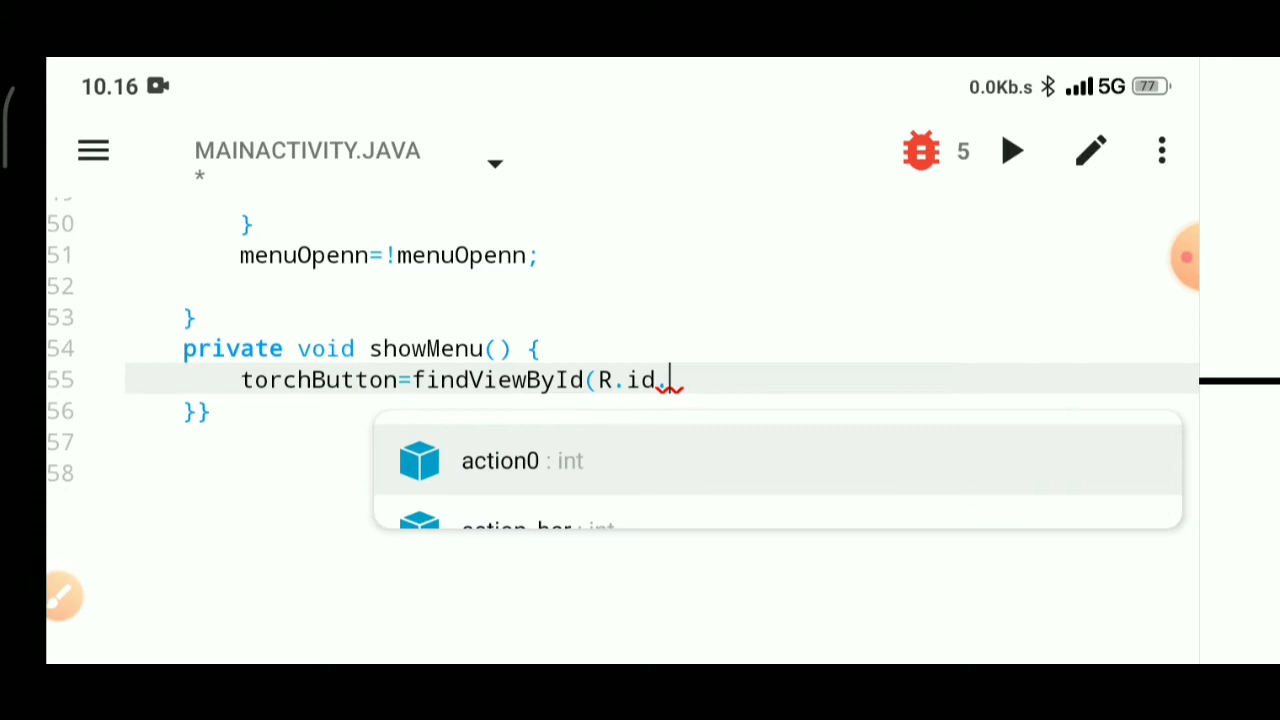 10.16
0.0Kb.s 5G 77
MAINACTIVITY.JAVA
*
5
50 }
51 menuOpenn=!menuOpenn;
52
53 }
54 private void showMenu() {
55 torchButton=findViewById(R.id.
56 }}
57
58
action0 : int